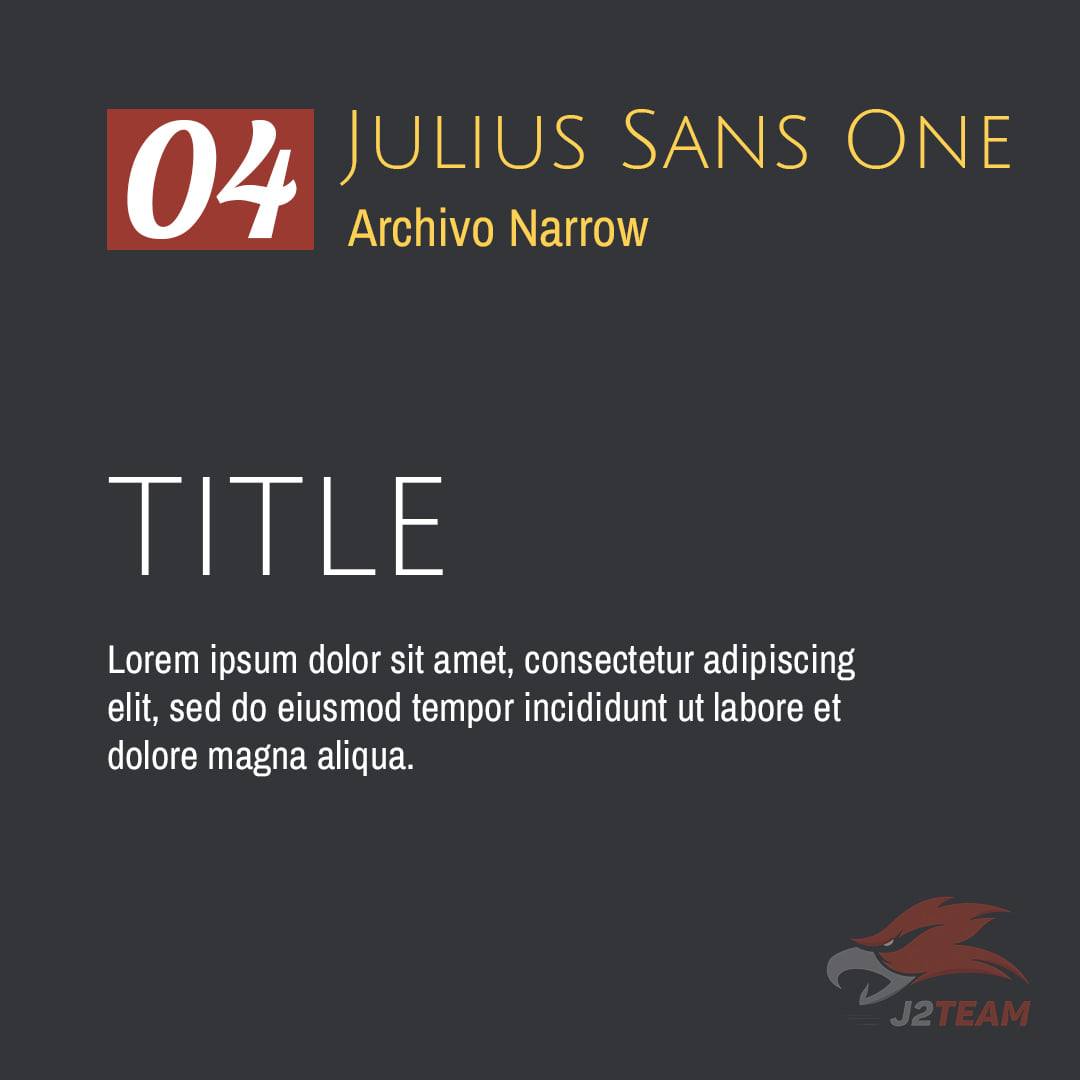 04
Julius Sans One
Archivo Narrow
TITLE
Lorem ipsum dolor sit amet, consectetur adipiscing
elit, sed do eiusmod tempor incididunt ut labore et
dolore magna aliqua.
J2TEAM